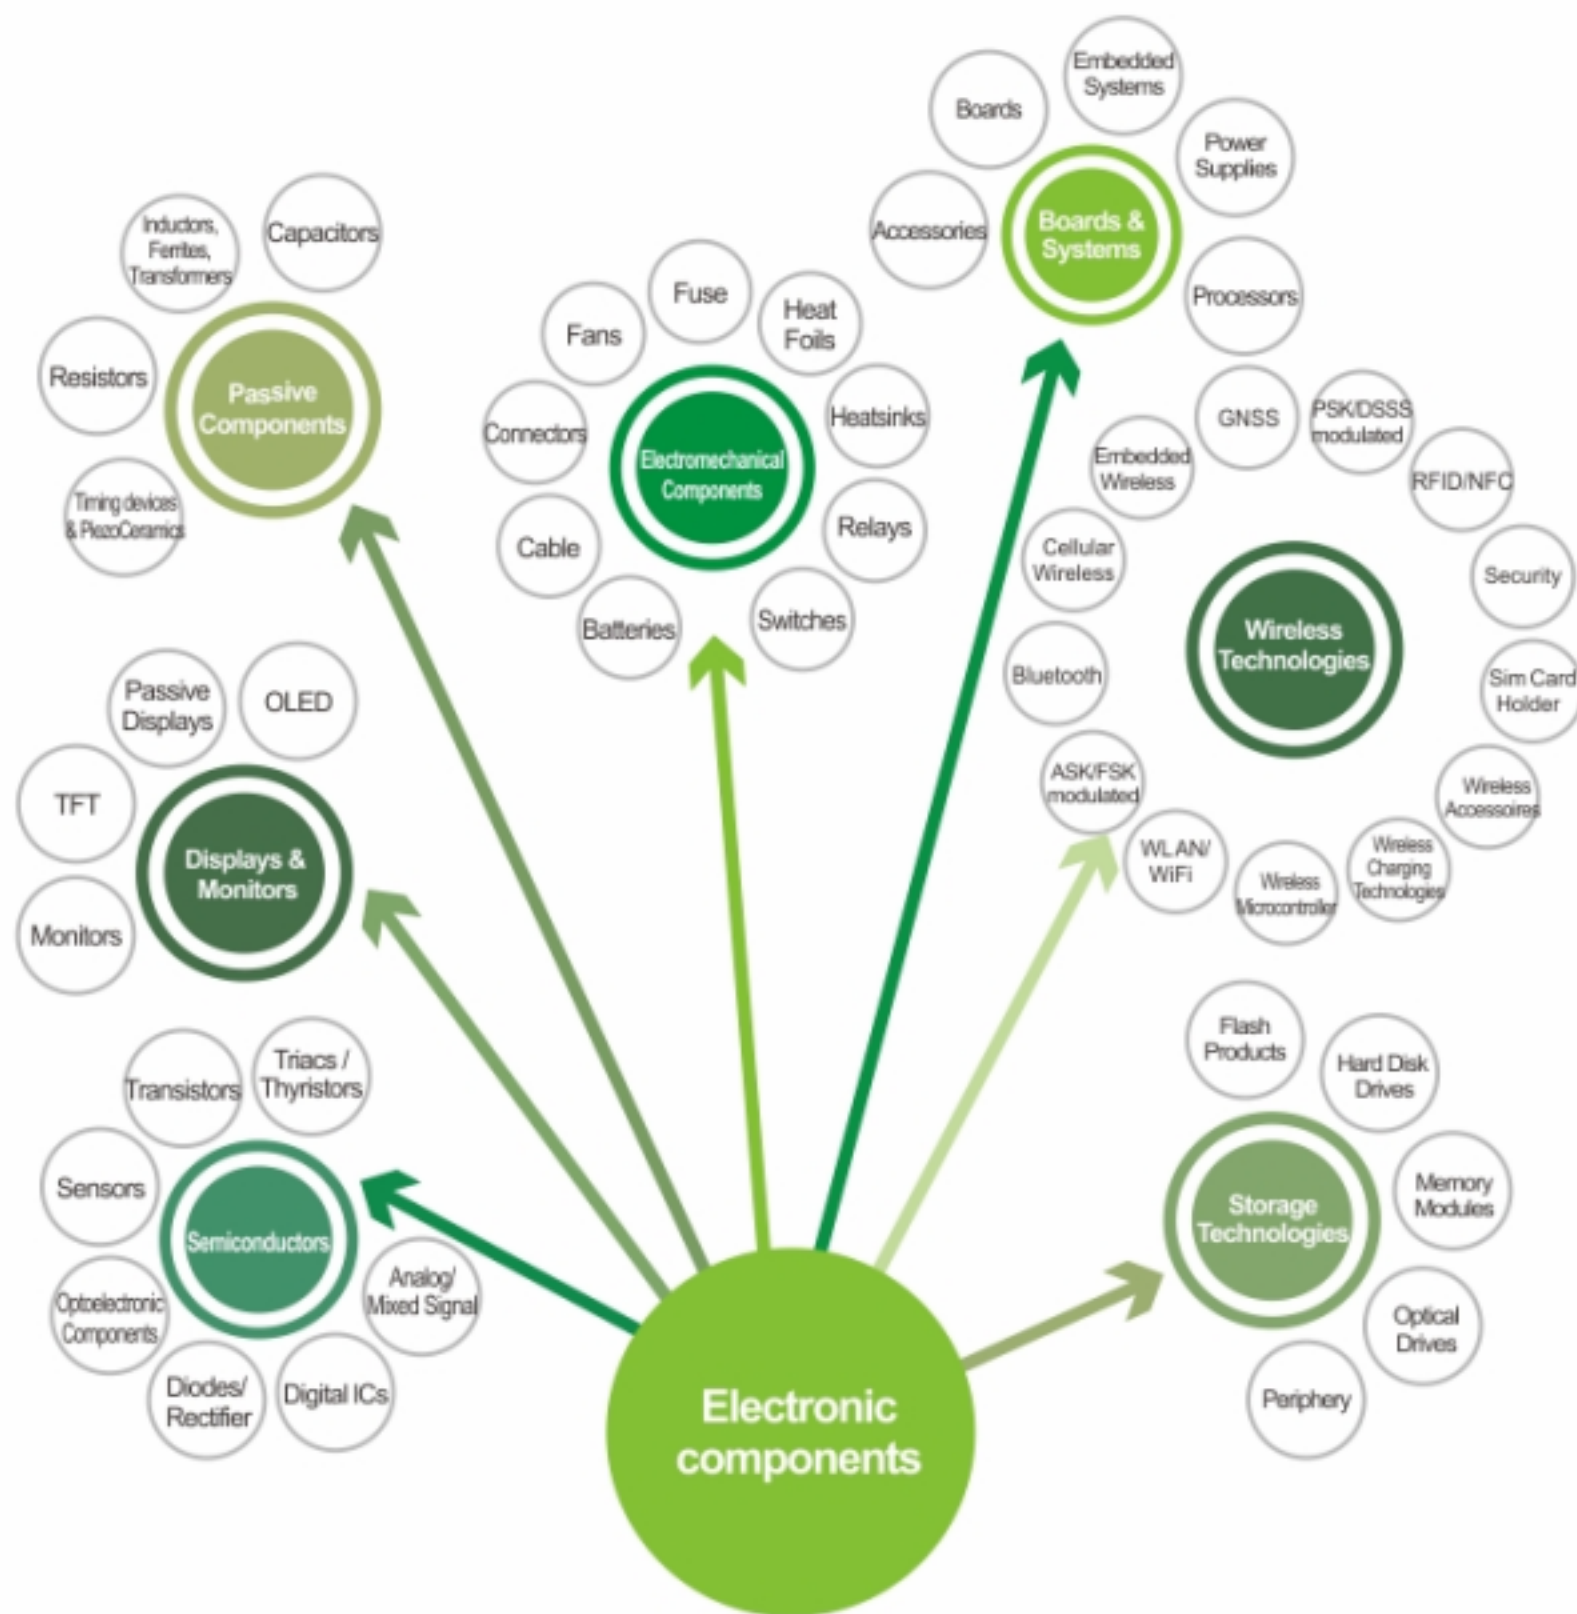 Embedded
Systems
Boards
Power
Supplies
Accessories
Boards &
Systems
Processors
Inductors,
Ferrites,
Transformers
Capacitors
Resistors
Passive
Components
Timing devices
& PiezoCeramics
Fuse
Heat
Foils
Fans
Heatsinks
Connectors
Electromechanical
Components
Cable
Relays
Batteries
Switches
GNSS
PSK/DSSS
modulated
Embedded
Wireless
RFID/NFC
Cellular
Wireless
Security
Wireless
Technologies
Bluetooth
Sim Card
Holder
ASK/FSK
modulated
Wireless
Accessoires
WLAN/
WiFi
Wireless
Microcontroller
Wireless
Charging
Technologies
Passive
Displays
OLED
TFT
Displays &
Monitors
Monitors
Transistors
Triacs /
Thyristors
Sensors
Semiconductors
Optoelectronic
Components
Analog/
Mixed Signal
Diodes/
Rectifier
Digital ICs
Flash
Products
Hard Disk
Drives
Memory
Modules
Storage
Technologies
Optical
Drives
Periphery
Electronic
components